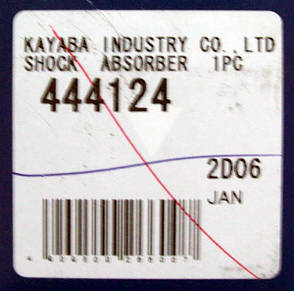 KAYABA INDUSTRY CO.,LTD
SHOCK ABSORBER 1PC
444124
2D06
JAN